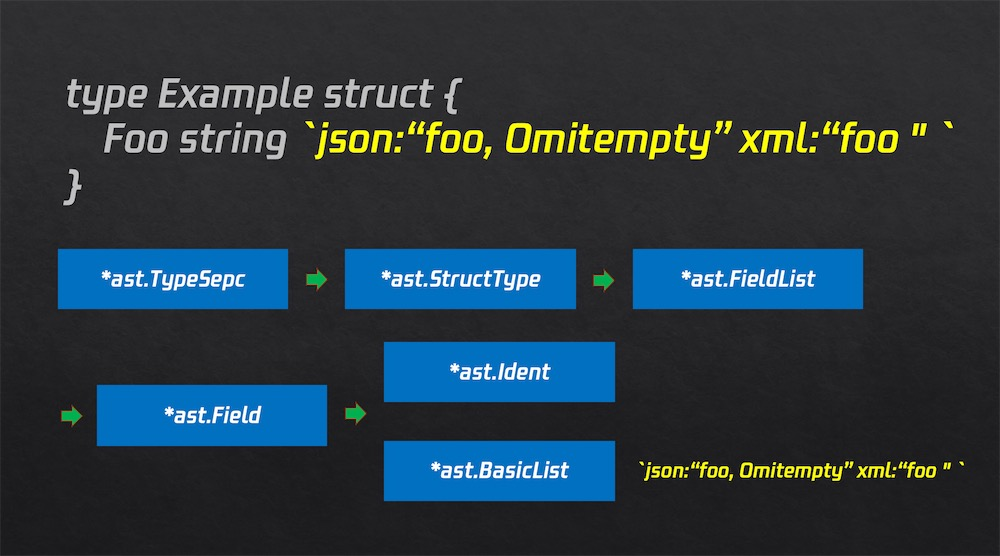 type Example struct {
Foo string `json:“foo, Omitempty” xml:“foo " `
}
*ast.TypeSepc
*ast.StructType
*ast.FieldList
*ast.Field
*ast.Ident
*ast.BasicList
`json:“foo, Omitempty” xml:“foo " `